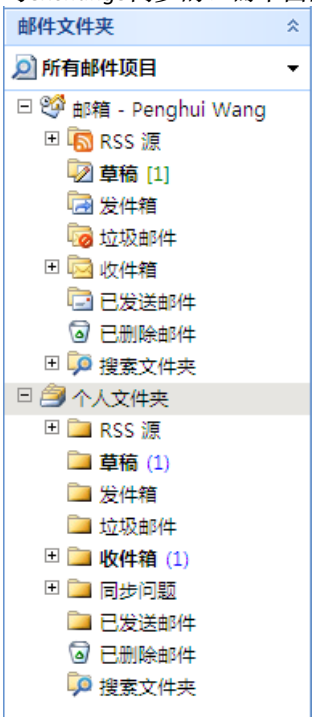 邮件文件夹
所有邮件项目
邮箱 - Penghui Wang
RSS 源
草稿 [1]
发件箱
垃圾邮件
收件箱
已发送邮件
已删除邮件
搜索文件夹
个人文件夹
RSS 源
草稿 (1)
发件箱
垃圾邮件
收件箱 (1)
同步问题
已发送邮件
已删除邮件
搜索文件夹